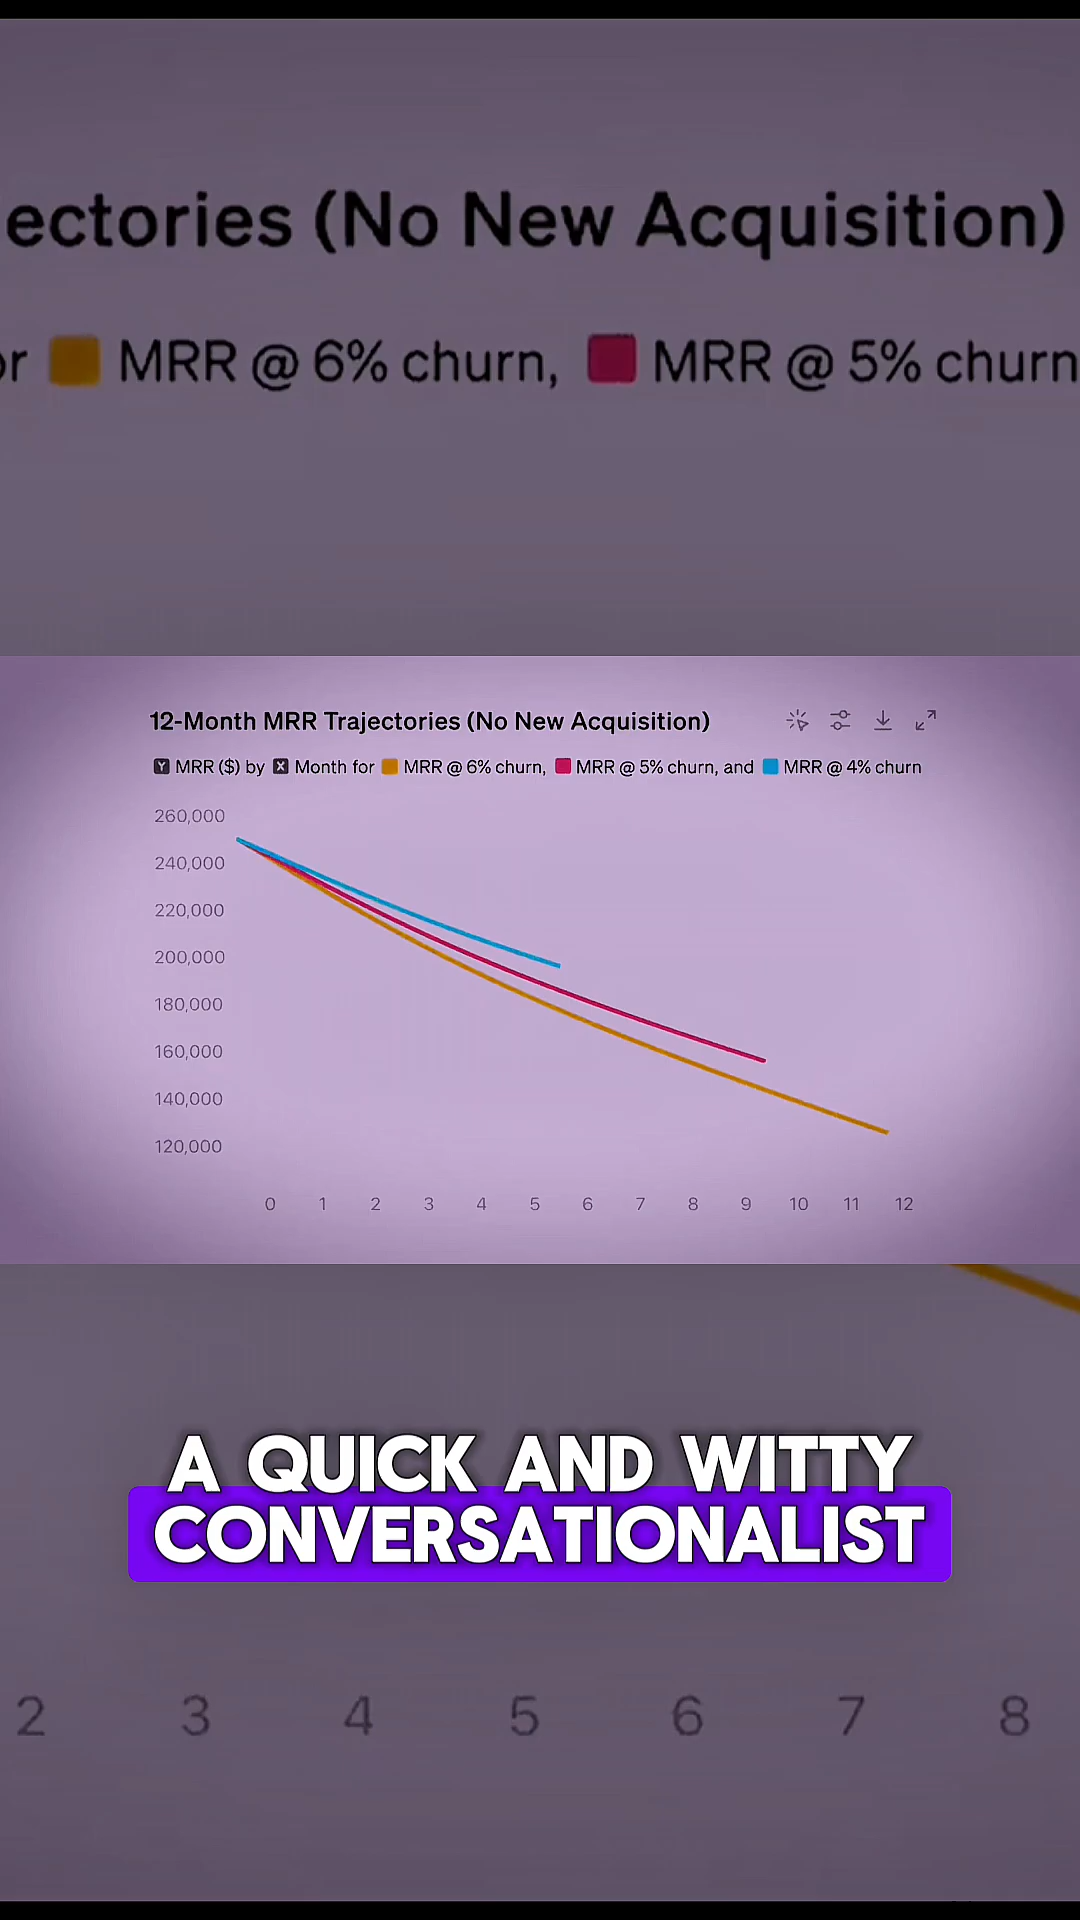 ectories (No New Acquisition)
or MRR @ 6% churn, MRR @ 5% churn
12-Month MRR Trajectories (No New Acquisition)
Y MRR ($) by X Month for MRR @ 6% churn, MRR @ 5% churn, and MRR @ 4% churn
260,000
240,000
220,000
200,000
180,000
160,000
140,000
120,000
0 1 2 3 4 5 6 7 8 9 10 11 12
A QUICK AND WITTY
CONVERSATIONALIST
2 3 4 5 6 7 8